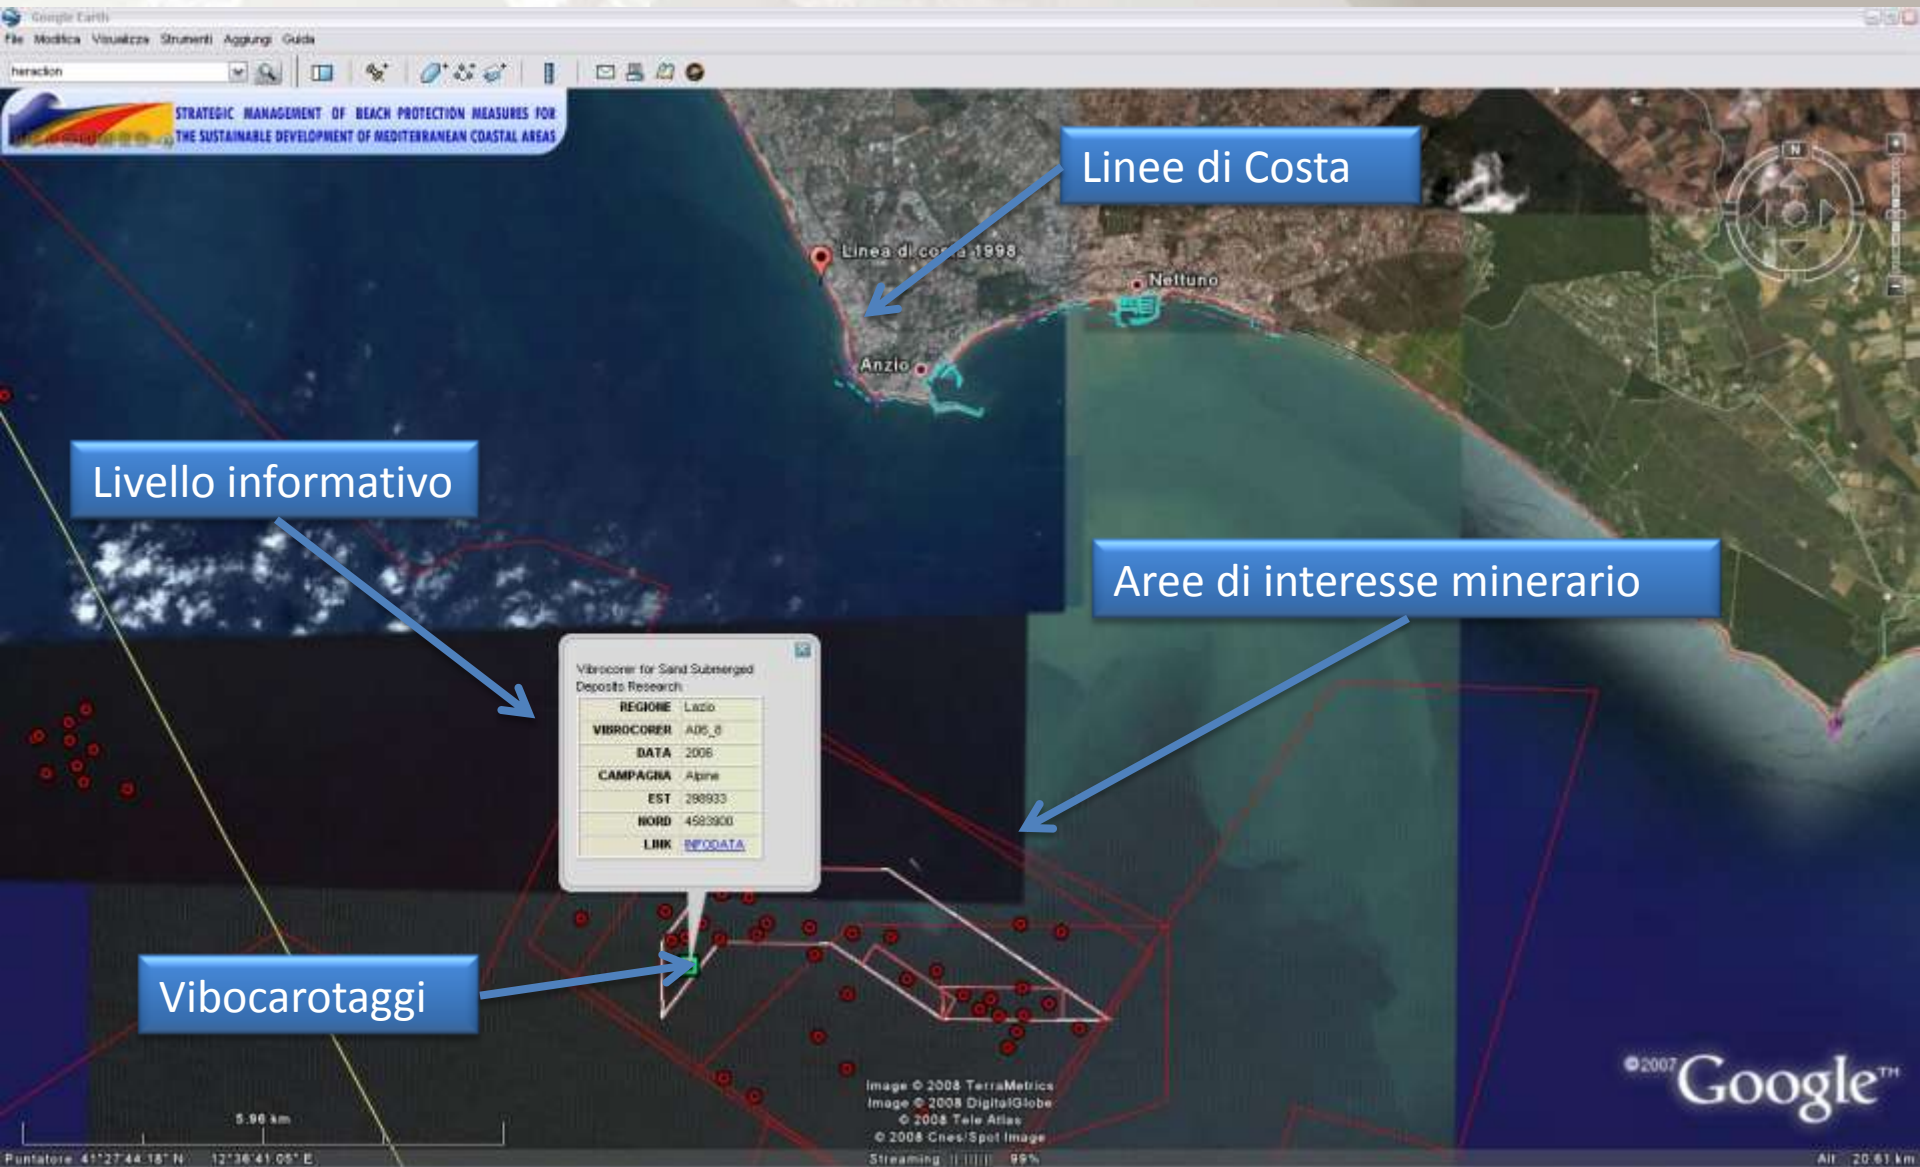 Google Earth
File Modifica Visualizza Strumenti Aggiungi Guida
heraclion
STRATEGIC MANAGEMENT OF BEACH PROTECTION MEASURES FOR
THE SUSTAINABLE DEVELOPMENT OF MEDITERRANEAN COASTAL AREAS
Linee di Costa
N
Linea di costa 1998
Nettuno
Anzio
Livello informativo
Aree di interesse minerario
Vibrocorer for Sand Submerged
Deposits Research
REGIONE Lazio
VIBROCORER A06_8
DATA 2006
CAMPAGNA Alpine
EST 298933
NORD 4583900
LINK INFODATA
Vibocarotaggi
©2007 Google™
Image © 2008 TerraMetrics
Image © 2008 DigitalGlobe
© 2008 Tele Atlas
© 2008 Cnes/Spot Image
5.96 km
Puntatore 41°27'44.18" N 12°36'41.05" E
Streaming 99%
Alt 20.61 km